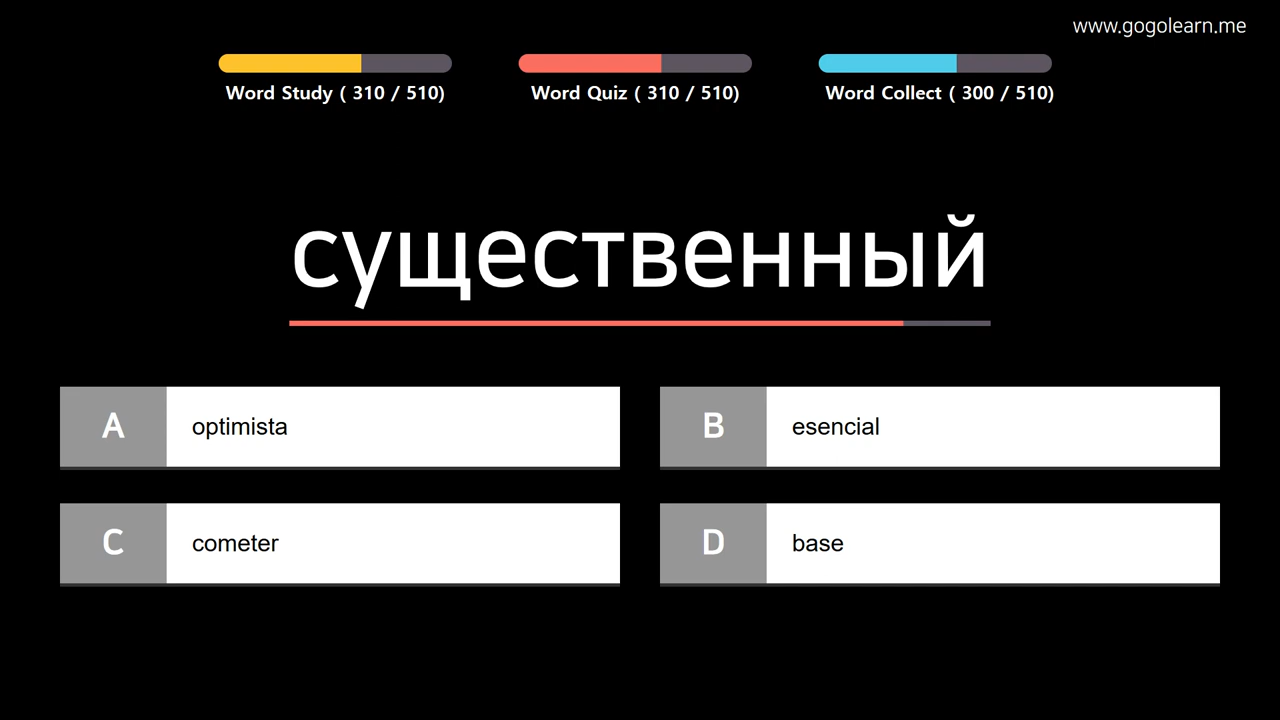 www.gogolearn.me
Word Study ( 310 / 510)
Word Quiz ( 310 / 510)
Word Collect ( 300 / 510)
существенный
A optimista
B esencial
C cometer
D base